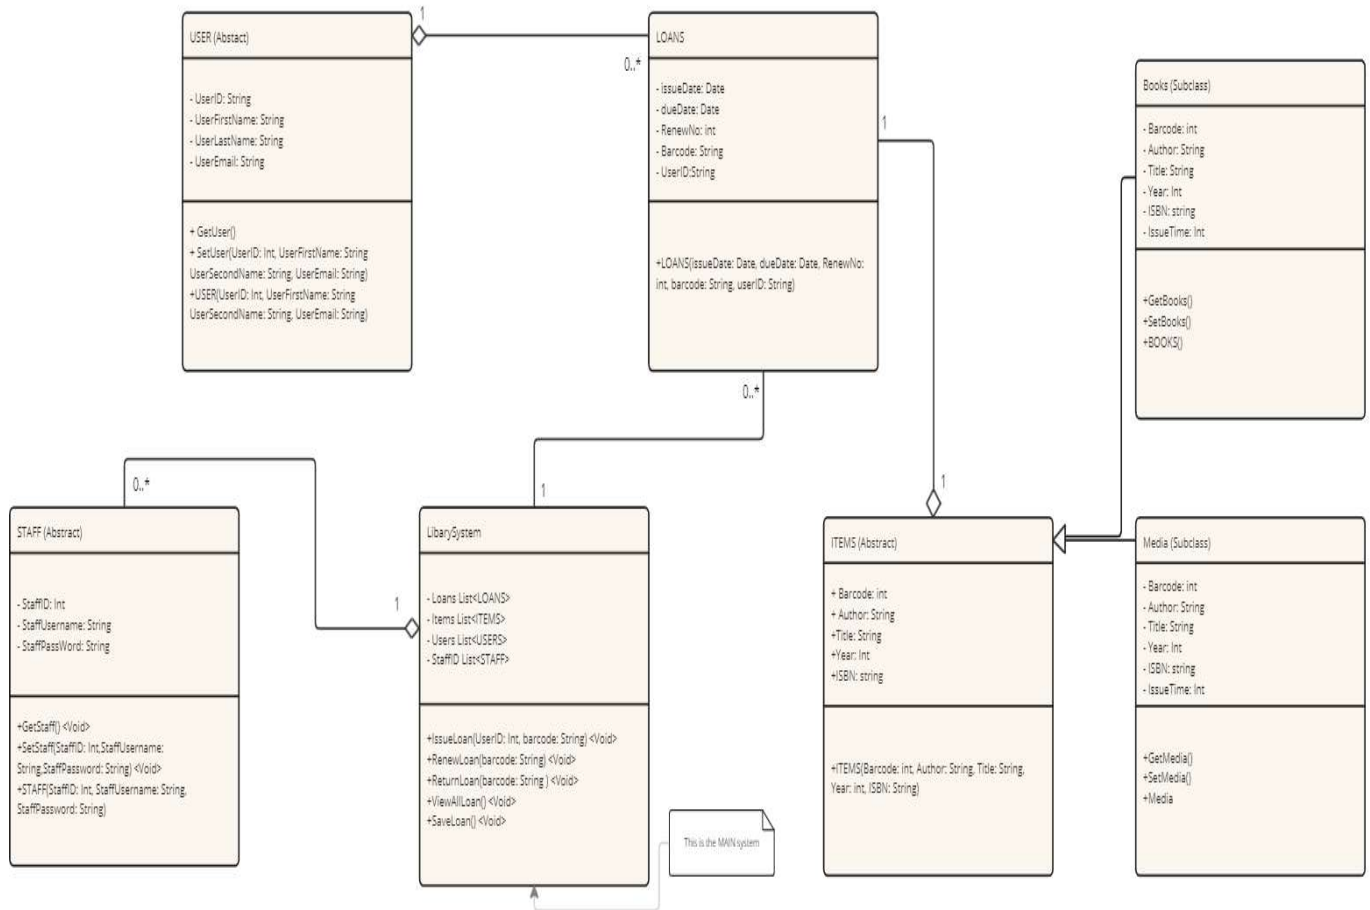 USER (Abstact)
- UserID: String
- UserFirstName: String
- UserLastName: String
- UserEmail: String
+ GetUser()
+ SetUser(UserID: Int, UserFirstName: String
UserSecondName: String, UserEmail: String)
+USER(UserID: Int, UserFirstName: String
UserSecondName: String, UserEmail: String)
1
0..*
LOANS
- issueDate: Date
- dueDate: Date
- RenewNo: int
- Barcode: String
- UserID:String
+LOANS(issueDate: Date, dueDate: Date, RenewNo:
int, barcode: String, userID: String)
1
0..*
Books (Subclass)
- Barcode: int
- Author: String
- Title: String
- Year: Int
- ISBN: string
- IssueTime: Int
+GetBooks()
+SetBooks()
+BOOKS()
0..*
STAFF (Abstract)
- StaffID: Int
- StaffUsername: String
- StaffPassWord: String
+GetStaff() <Void>
+SetStaff(StaffID: Int,StaffUsername:
String,StaffPassword: String) <Void>
+STAFF(StaffID: Int, StaffUsername: String,
StaffPassword: String)
1
1
LibarySystem
- Loans List<LOANS>
- Items List<ITEMS>
- Users List<USERS>
- StaffID List<STAFF>
+IssueLoan(UserID: Int, barcode: String) <Void>
+RenewLoan(barcode: String) <Void>
+ReturnLoan(barcode: String ) <Void>
+ViewAllLoan() <Void>
+SaveLoan() <Void>
This is the MAIN system
1
ITEMS (Abstract)
+ Barcode: int
+ Author: String
+Title: String
+Year: Int
+ISBN: string
+ITEMS(Barcode: int, Author: String, Title: String,
Year: int, ISBN: String)
Media (Subclass)
- Barcode: int
- Author: String
- Title: String
- Year: Int
- ISBN: string
- IssueTime: Int
+GetMedia()
+SetMedia()
+Media